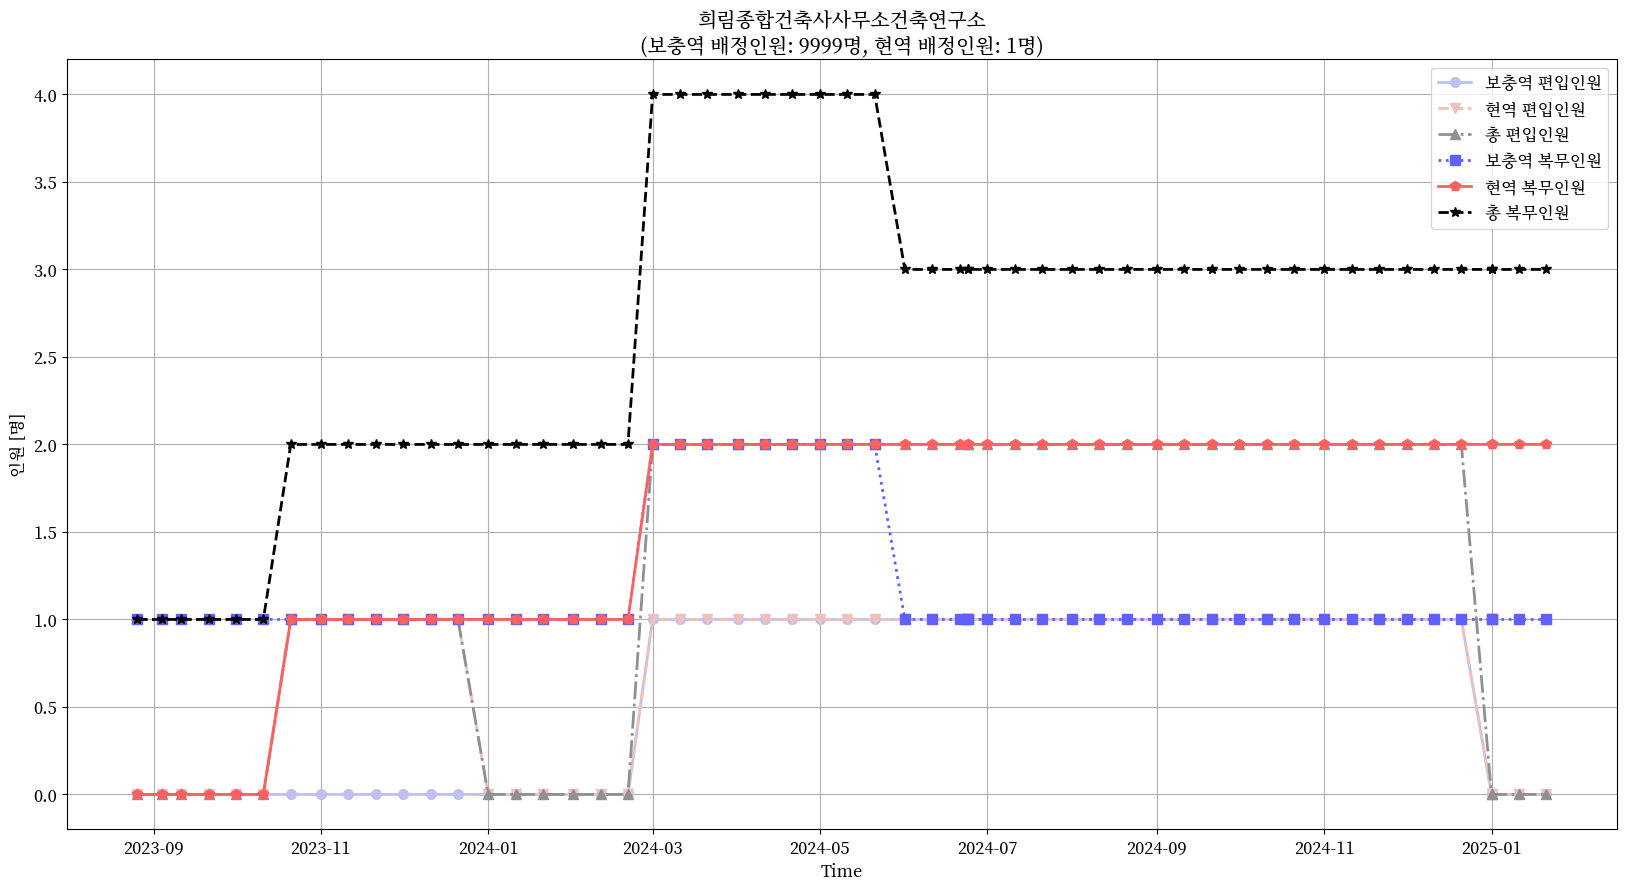 희림종합건축사사무소건축연구소
(보충역 배정인원: 9999명, 현역 배정인원: 1명)
보충역 편입인원
현역 편입인원
총 편입인원
보충역 복무인원
현역 복무인원
총 복무인원
인원 [명]
4.0
3.5
3.0
2.5
2.0
1.5
1.0
0.5
0.0
2023-09
2023-11
2024-01
2024-03
2024-05
2024-07
2024-09
2024-11
2025-01
Time